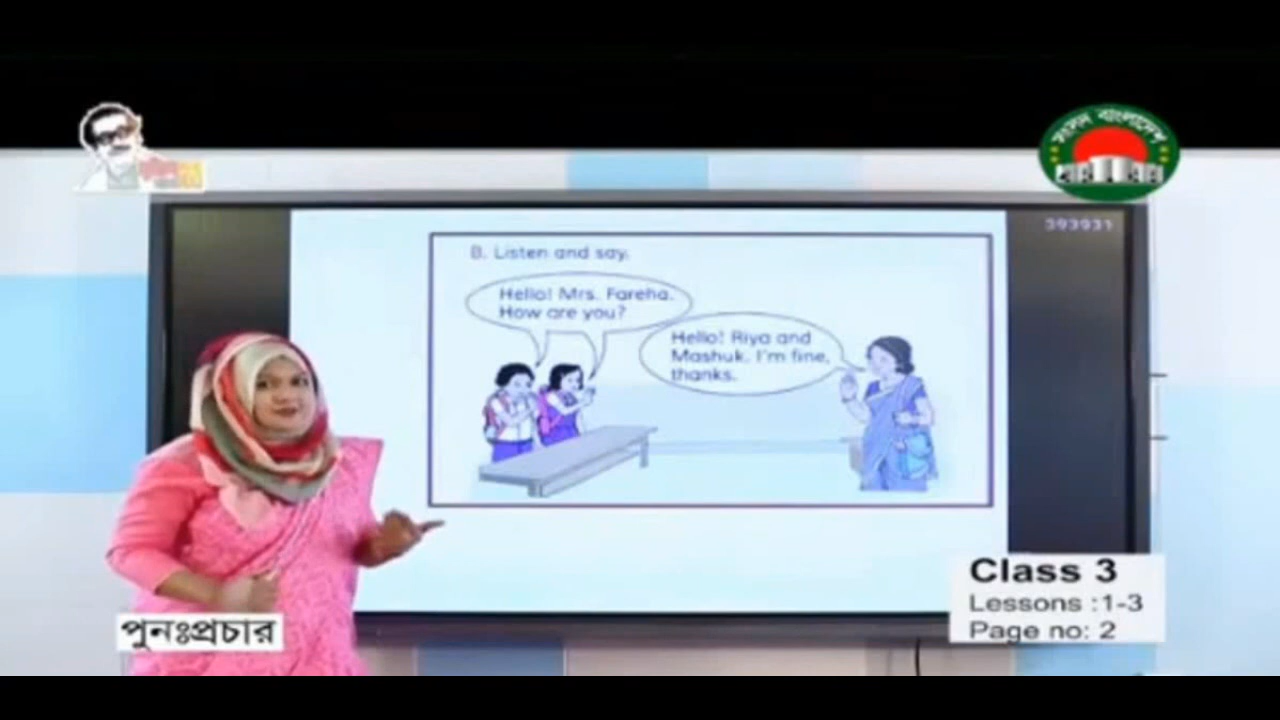 সংসদ বাংলাদেশ
393931
B. Listen and say.
Hello! Mrs. Fareha.
How are you?
Hello! Riya and
Mashuk. I'm fine,
thanks.
Class 3
Lessons :1-3
Page no: 2
পুনঃপ্রচার